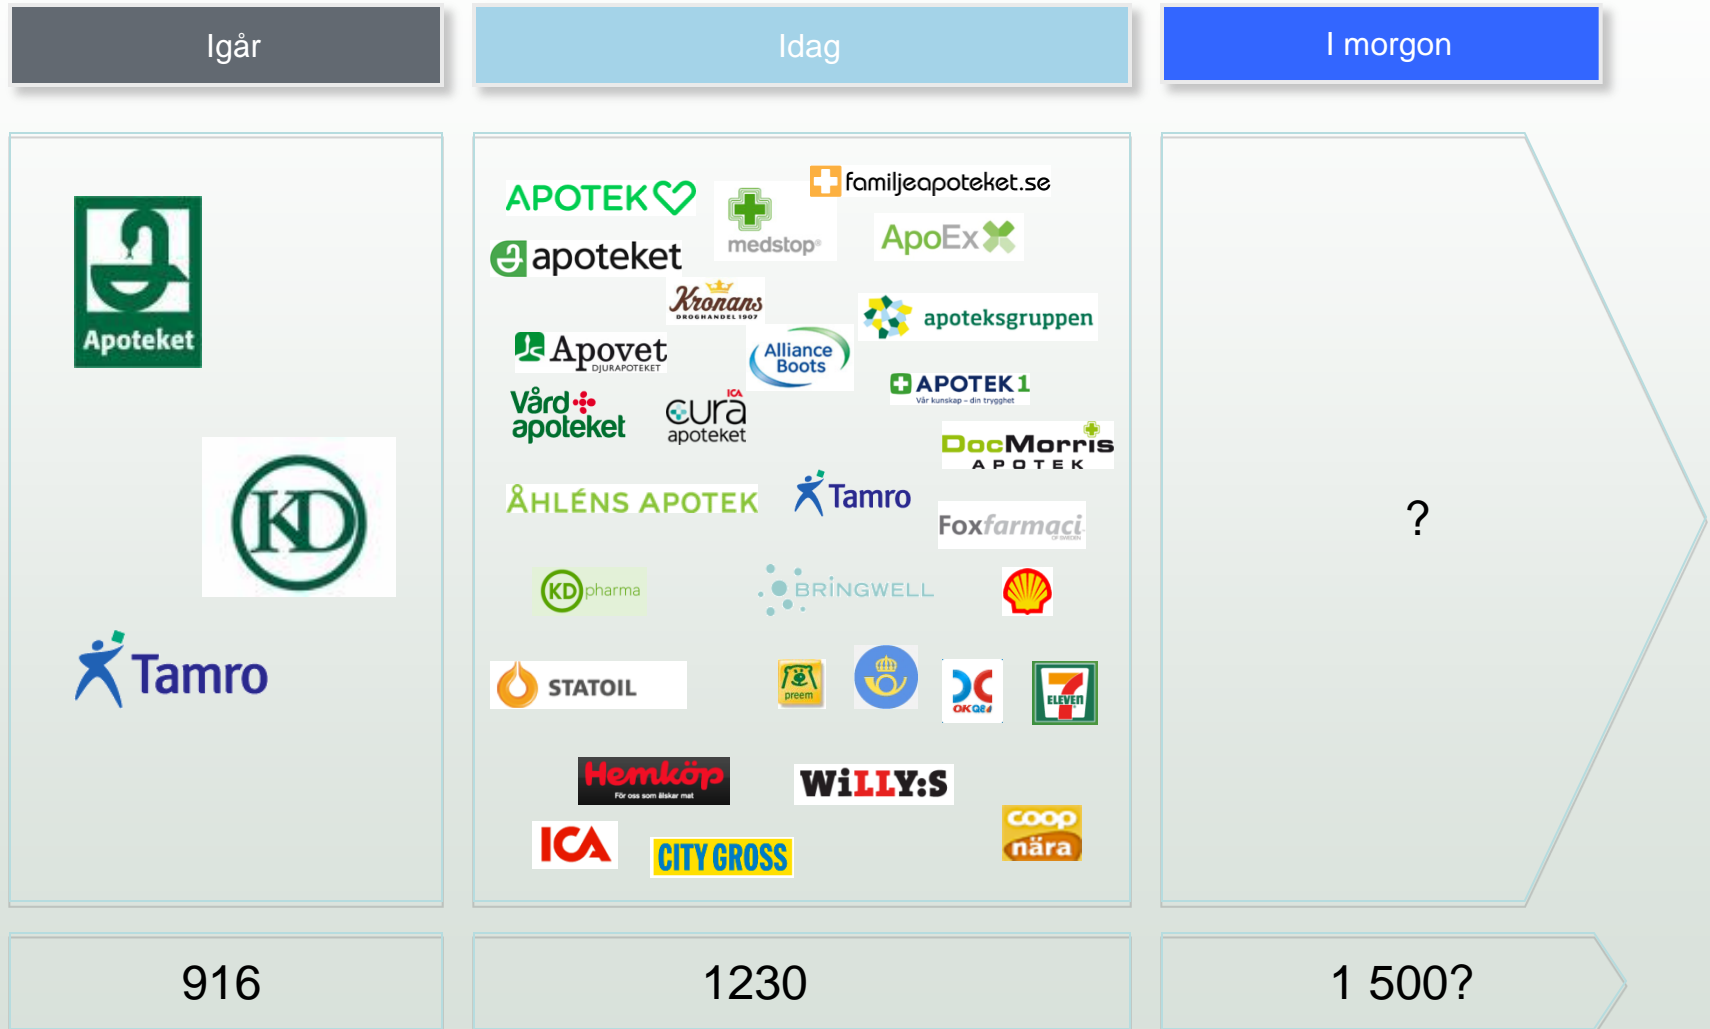 Igår
Idag
I morgon
Apoteket
KD
Tamro
APOTEK
familjeapoteket.se
medstop®
ApoEx
apoteket
Kronans
DROGHANDEL 1907
apoteksgruppen
Apovet
DJURAPOTEKET
Alliance
Boots
APOTEK 1
Vår kunskap – din trygghet
Vård
apoteket
ICA
cura
apoteket
DocMorris
APOTEK
ÅHLÉNS APOTEK
Tamro
Foxfarmaci
OF SWEDEN
KD pharma
BRINGWELL
STATOIL
preem
OKQ8
7
ELEVEN
Hemköp
För oss som älskar mat
WiLLY:S
ICA
CITY GROSS
coop
nära
?
916
1230
1 500?